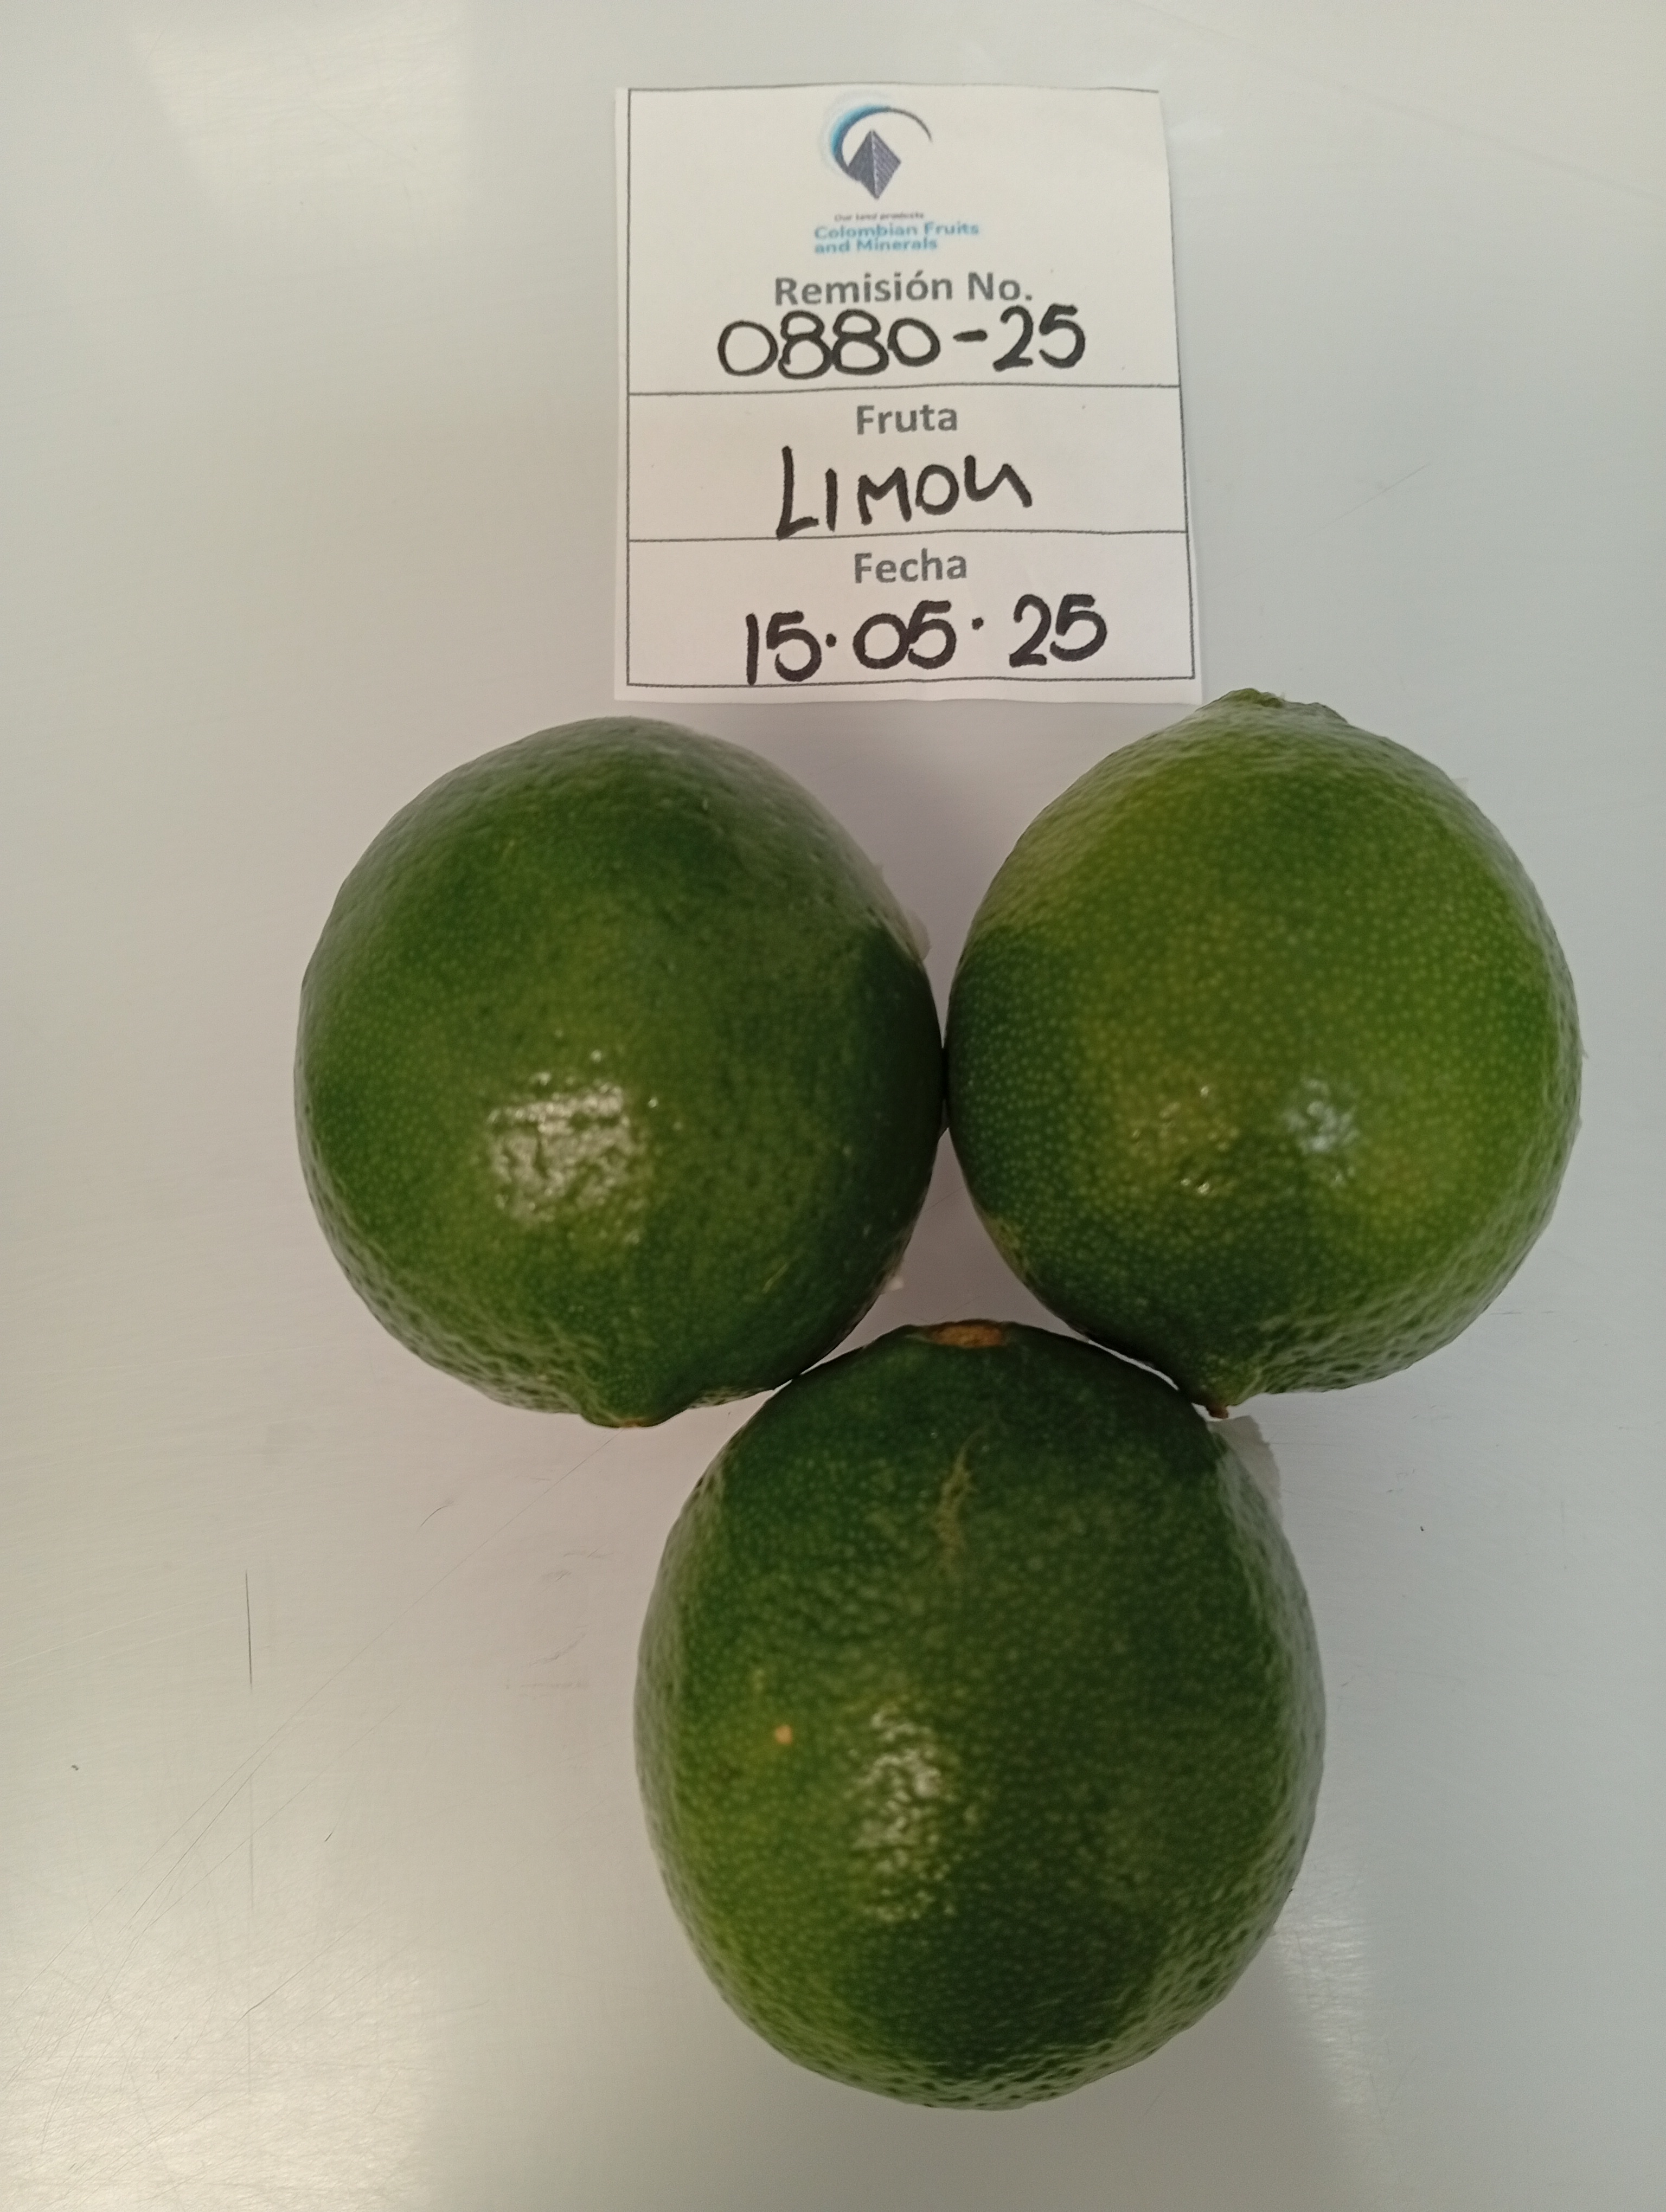 Our land products
Colombian Fruits
and Minerals
Remisión No.
0880-25
Fruta
LIMON
Fecha
15.05.25